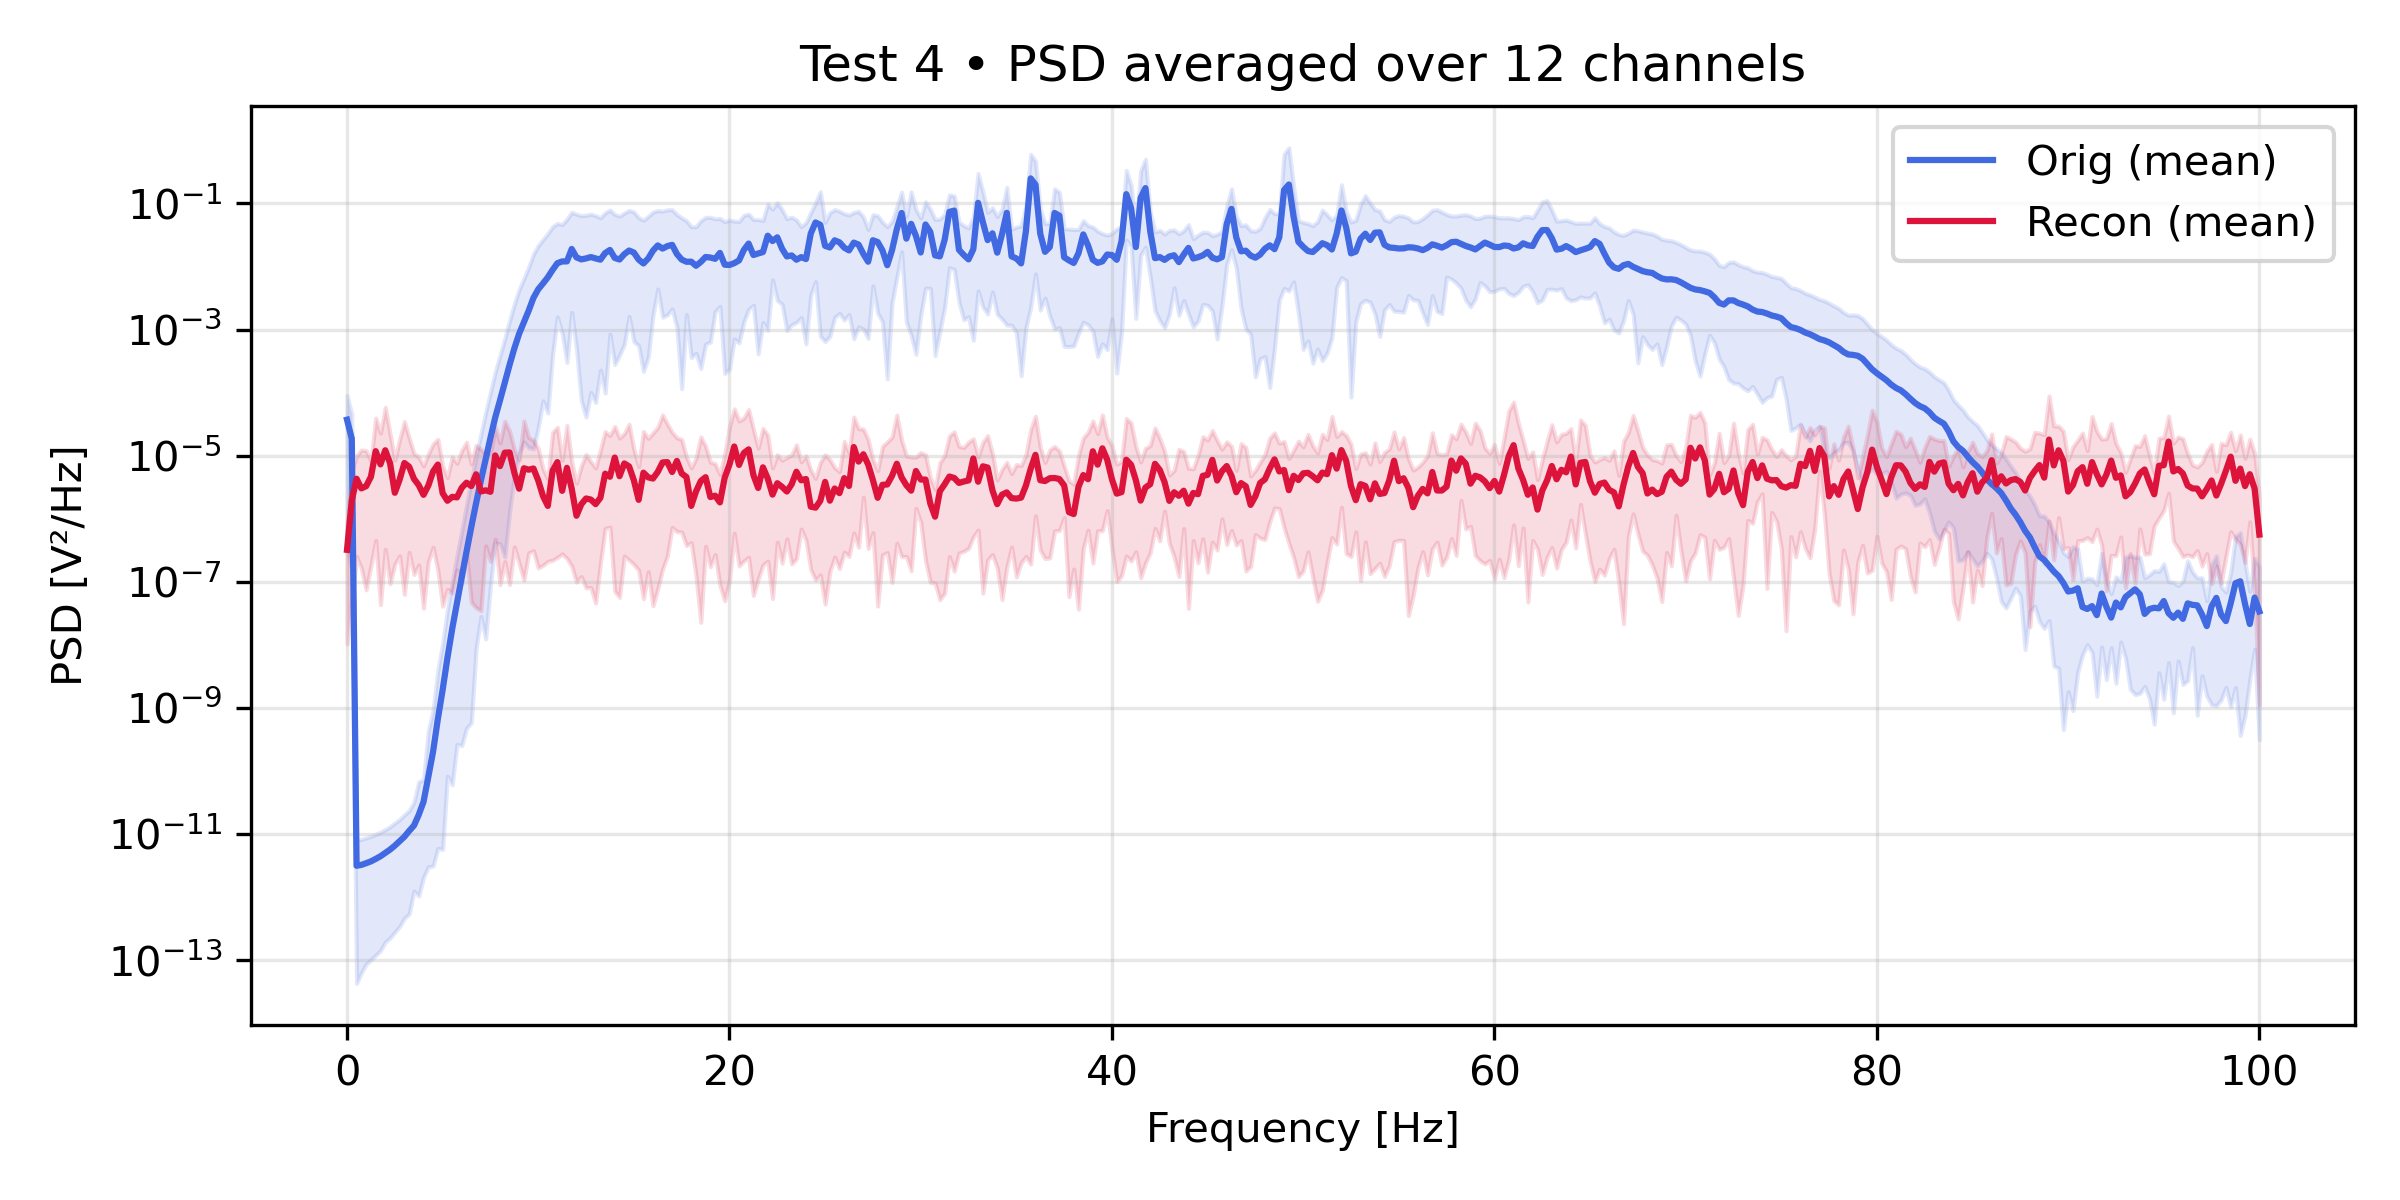 Test 4 • PSD averaged over 12 channels
Orig (mean)
Recon (mean)
PSD [V²/Hz]
10⁻¹
10⁻³
10⁻⁵
10⁻⁷
10⁻⁹
10⁻¹¹
10⁻¹³
0 20 40 60 80 100
Frequency [Hz]